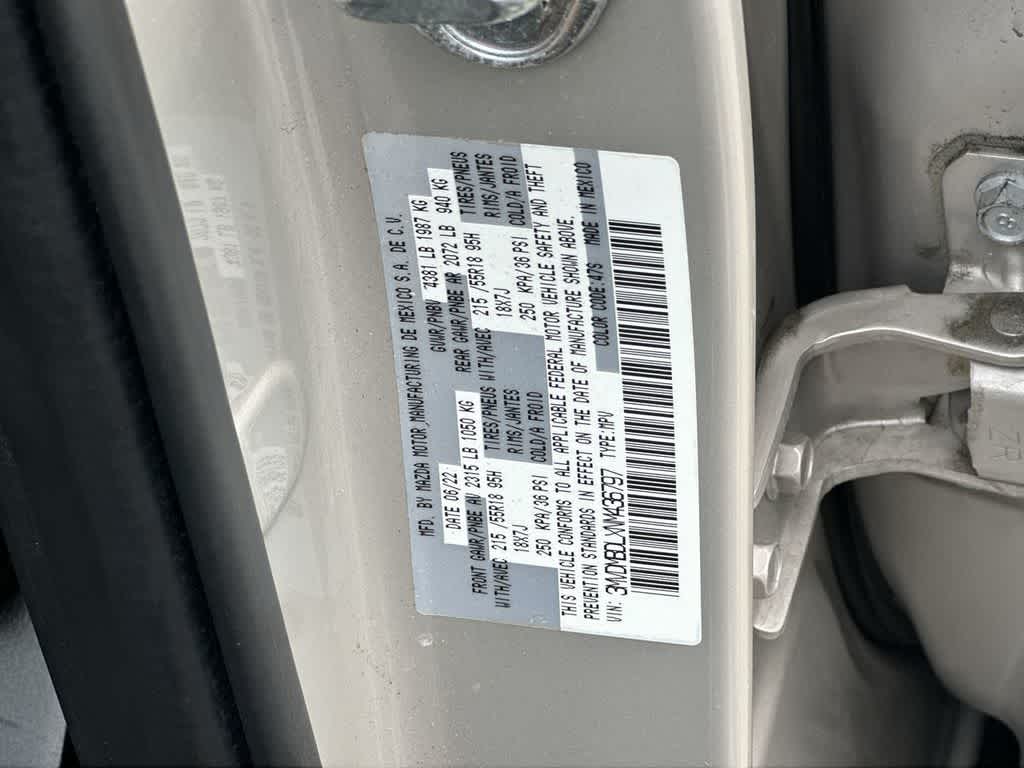 MFD. BY MAZDA MOTOR MANUFACTURING DE MEXICO S.A. DE C.V.
DATE 06/22 GVWR/PNBV 4381 LB 1987 KG
FRONT GAWR/PNBE AV 2315 LB 1050 KG REAR GAWR/PNBE AR 2072 LB 940 KG
WITH/AVEC 215 /55R18 95H TIRES/PNEUS WITH/AVEC 215 /55R18 95H TIRES/PNEUS
18X7J RIMS/JANTES 18X7J RIMS/JANTES
250 KPA/36 PSI COLD/A FROID 250 KPA/36 PSI COLD/A FROID
THIS VEHICLE CONFORMS TO ALL APPLICABLE FEDERAL MOTOR VEHICLE SAFETY AND THEFT
PREVENTION STANDARDS IN EFFECT ON THE DATE OF MANUFACTURE SHOWN ABOVE.
VIN: 3MVDMBDLXNM436797 TYPE:MPV COLOR CODE:47S MADE IN MEXICO
8